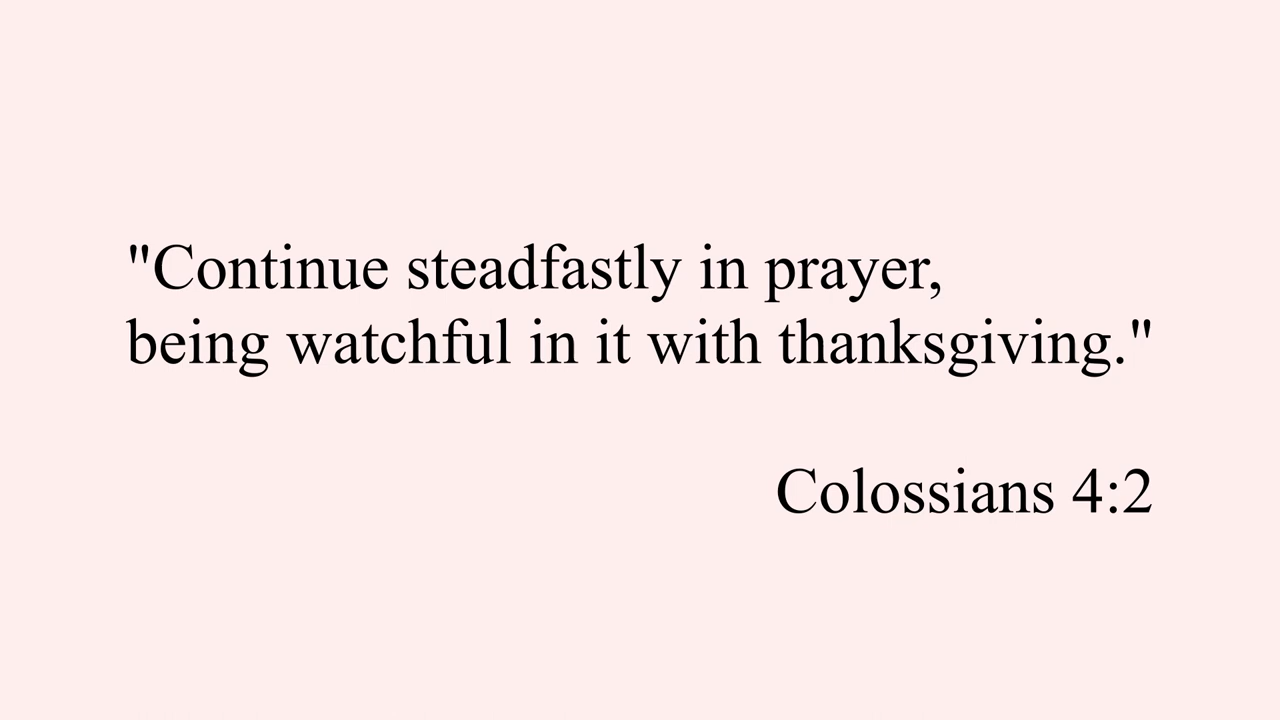 "Continue steadfastly in prayer,
being watchful in it with thanksgiving."
Colossians 4:2